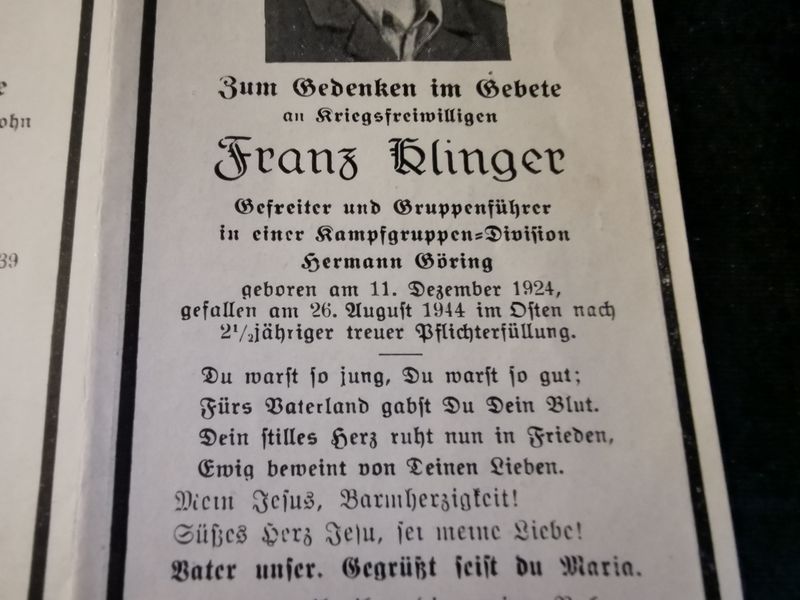 Zum Gedenken im Gebete
an Kriegsfreiwilligen
Franz Klinger
Gefreiter und Gruppenführer
in einer Kampfgruppen=Division
Hermann Göring
geboren am 11. Dezember 1924,
gefallen am 26. August 1944 im Osten nach
2½jähriger treuer Pflichterfüllung.
Du warst so jung, Du warst so gut;
Fürs Vaterland gabst Du Dein Blut.
Dein stilles Herz ruht nun in Frieden,
Ewig beweint von Deinen Lieben.
Mein Jesus, Barmherzigkeit!
Süßes Herz Jesu, sei meine Liebe!
Vater unser. Gegrüßt seist du Maria.
ohn
39